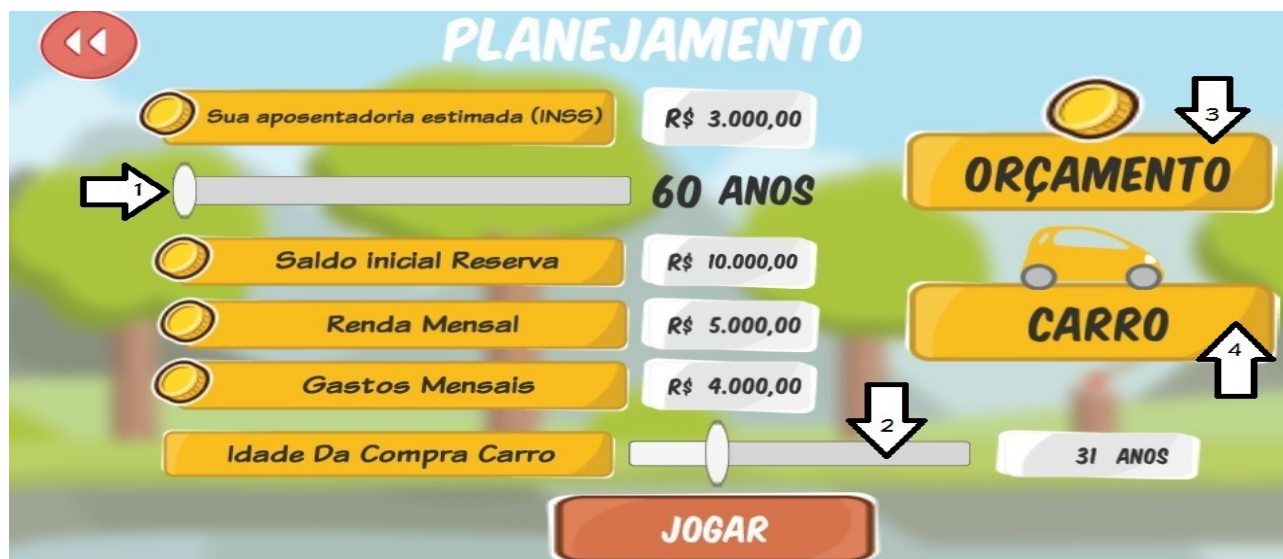 PLANEJAMENTO
Sua aposentadoria estimada (INSS) R$ 3.000,00
3
ORÇAMENTO
1
60 ANOS
Saldo inicial Reserva R$ 10.000,00
Renda Mensal R$ 5.000,00
CARRO
4
Gastos Mensais R$ 4.000,00
2
Idade Da Compra Carro 31 ANOS
JOGAR